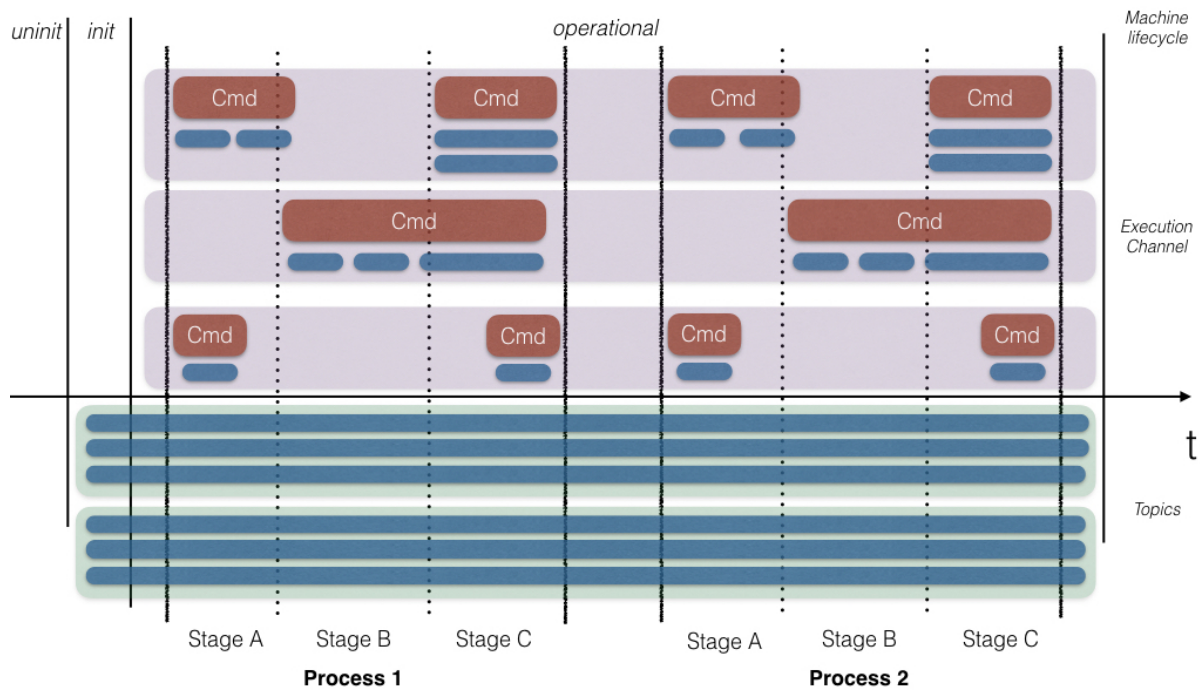 uninit
init
operational
Machine
lifecycle
Cmd
Cmd
Cmd
Cmd
Cmd
Cmd
Execution
Channel
Cmd
Cmd
Cmd
Cmd
t
Topics
Stage A
Stage B
Stage C
Stage A
Stage B
Stage C
Process 1
Process 2